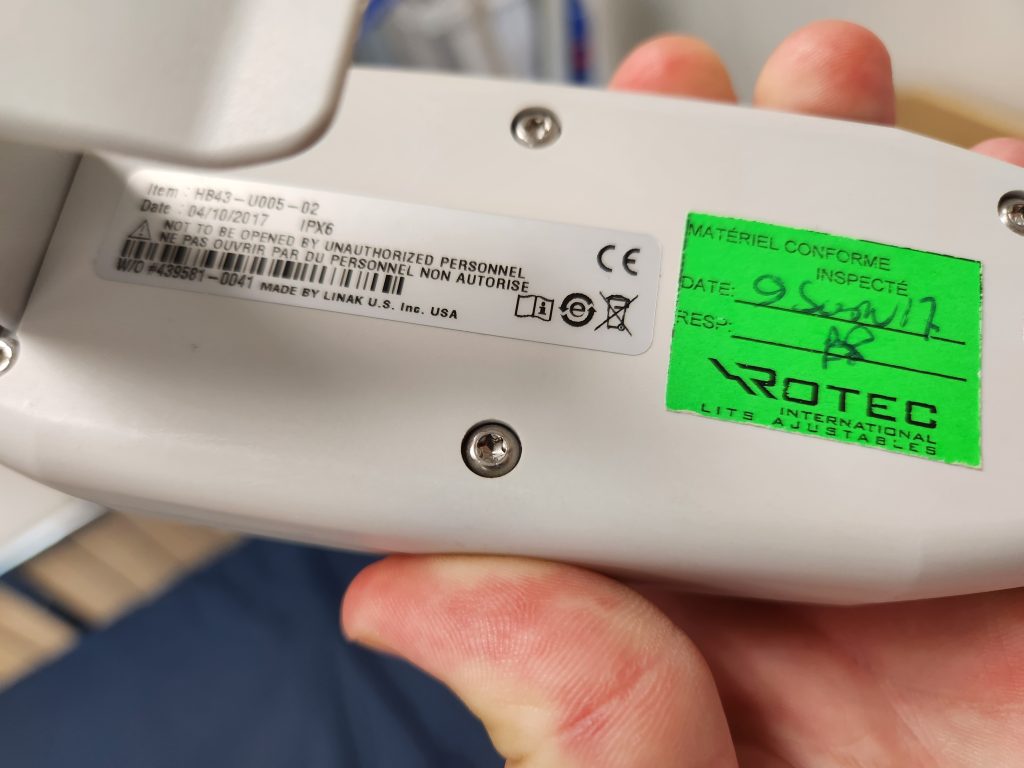 Item : HB43-U005-02
Date : 04/10/2017 IPX6
NOT TO BE OPENED BY UNAUTHORIZED PERSONNEL
NE PAS OUVRIR PAR DU PERSONNEL NON AUTORISE
W/O #439581-0041 MADE BY LINAK U.S. Inc. USA
CE
MATÉRIEL CONFORME
INSPECTÉ
DATE: 9 17
RESP:
ROTEC
INTERNATIONAL
LITS AJUSTABLES